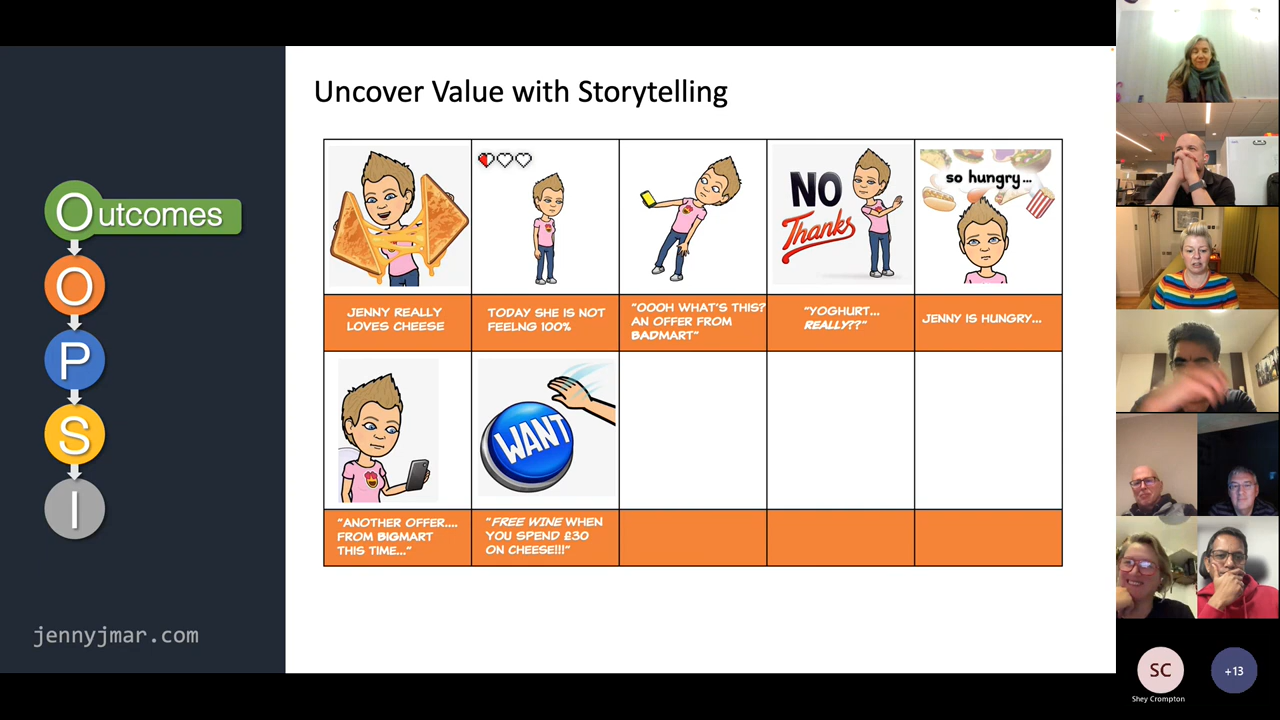 Uncover Value with Storytelling
Outcomes
O
P
S
I
jennyjmar.com
NO
Thanks
so hungry...
JENNY REALLY
LOVES CHEESE
TODAY SHE IS NOT
FEELNG 100%
"OOOH WHAT'S THIS?
AN OFFER FROM
BADMART"
"YOGHURT...
REALLY??"
JENNY IS HUNGRY...
WANT
"ANOTHER OFFER....
FROM BIGMART
THIS TIME..."
"FREE WINE WHEN
YOU SPEND £30
ON CHEESE!!!"
SC
Shey Crompton
+13